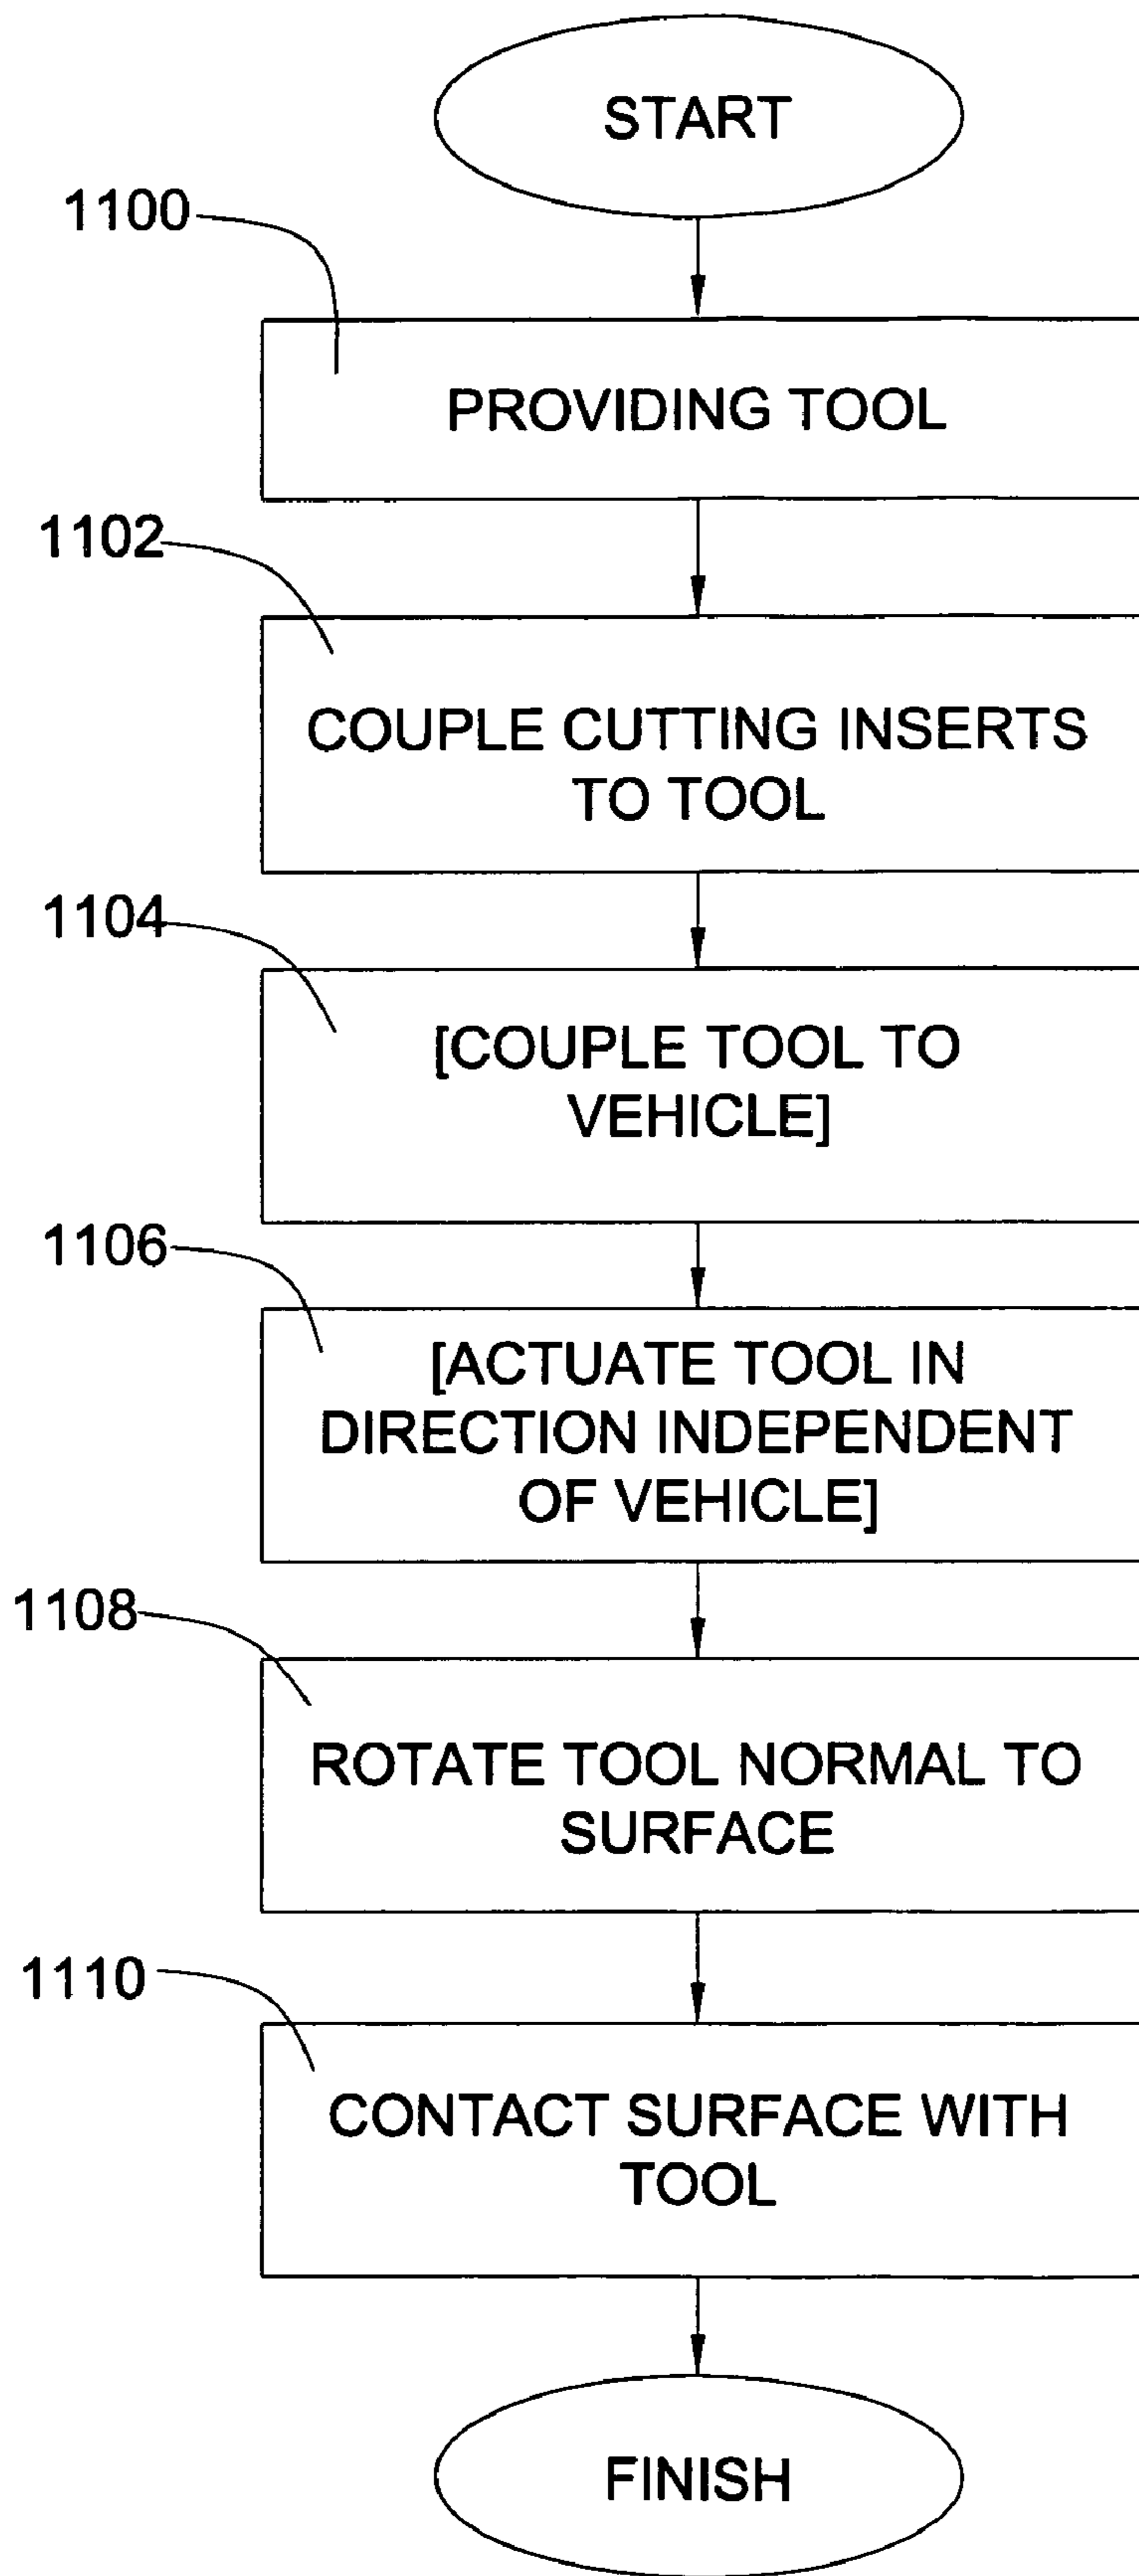 START
1100
PROVIDING TOOL
1102
COUPLE CUTTING INSERTS
TO TOOL
1104
[COUPLE TOOL TO
VEHICLE]
1106
[ACTUATE TOOL IN
DIRECTION INDEPENDENT
OF VEHICLE]
1108
ROTATE TOOL NORMAL TO
SURFACE
1110
CONTACT SURFACE WITH
TOOL
FINISH